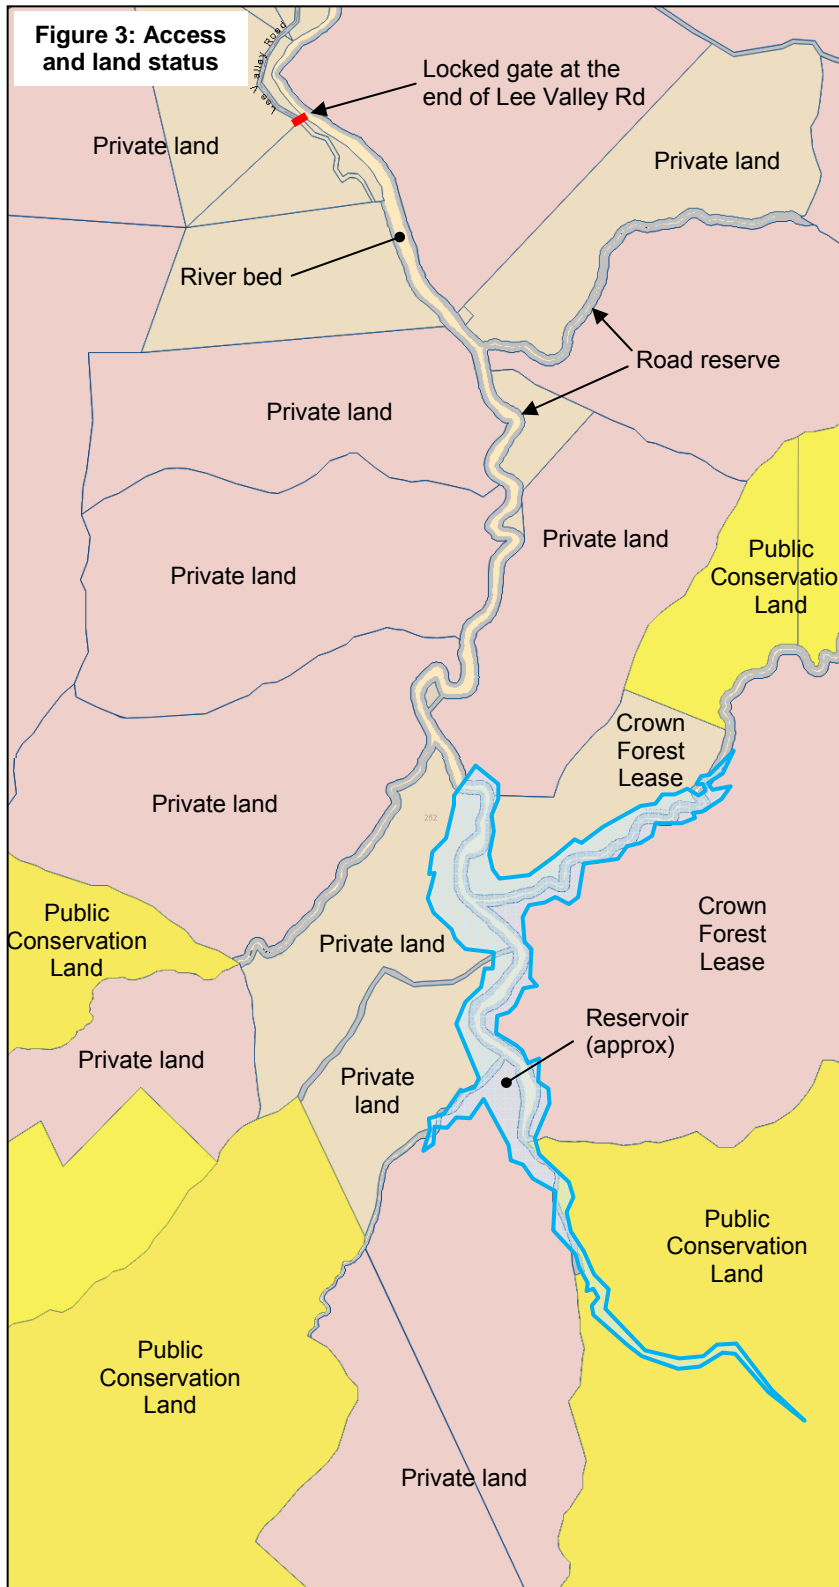 Figure 3: Access
and land status
Lee Valley Road
Locked gate at the
end of Lee Valley Rd
Private land
Private land
River bed
Road reserve
Private land
Private land
Private land
Public
Conservatio
Land
Crown
Forest
Lease
Private land
252
Public
Conservation
Land
Private land
Crown
Forest
Lease
Reservoir
(approx)
Private land
Private
land
Public
Conservation
Land
Public
Conservation
Land
Private land